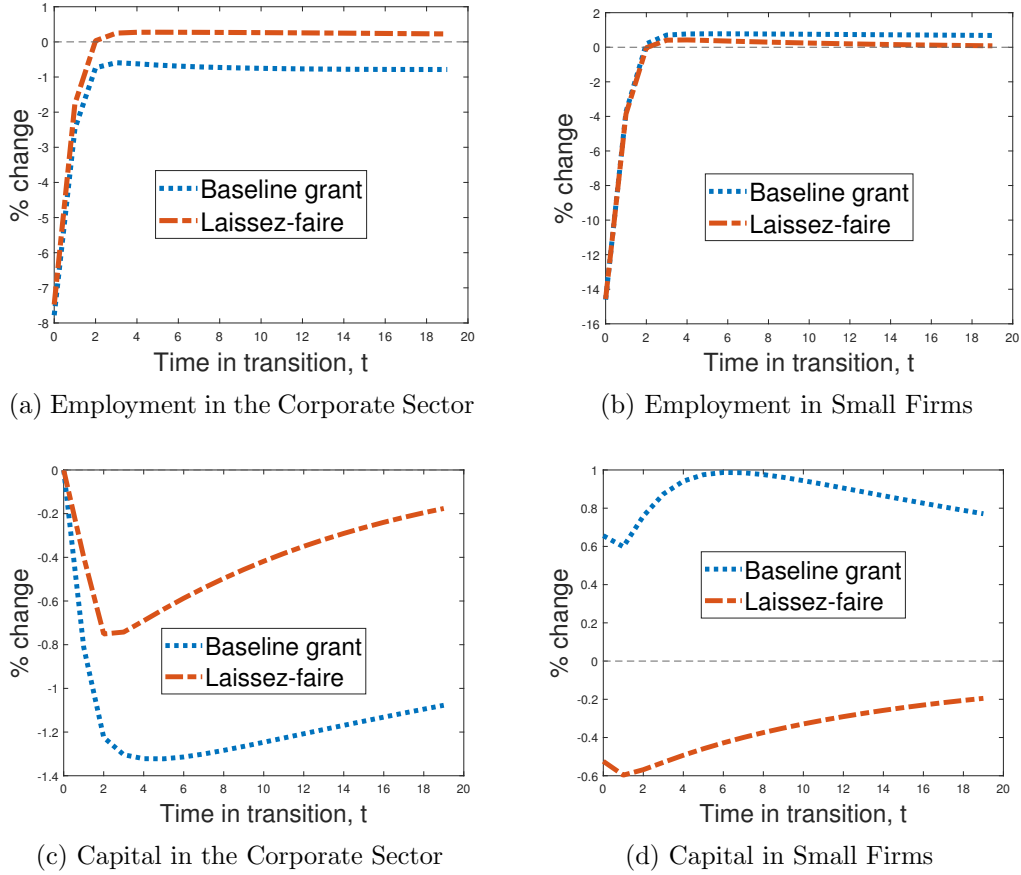 1
0
-1
-2
-3
-4
-5
-6
-7
-8
% change
Baseline grant
Laissez-faire
0 2 4 6 8 10 12 14 16 18 20
Time in transition, t
(a) Employment in the Corporate Sector
2
0
-2
-4
-6
-8
-10
-12
-14
-16
% change
Baseline grant
Laissez-faire
0 2 4 6 8 10 12 14 16 18 20
Time in transition, t
(b) Employment in Small Firms
0
-0.2
-0.4
-0.6
-0.8
-1
-1.2
-1.4
% change
Baseline grant
Laissez-faire
0 2 4 6 8 10 12 14 16 18 20
Time in transition, t
(c) Capital in the Corporate Sector
1
0.8
0.6
0.4
0.2
0
-0.2
-0.4
-0.6
% change
Baseline grant
Laissez-faire
0 2 4 6 8 10 12 14 16 18 20
Time in transition, t
(d) Capital in Small Firms